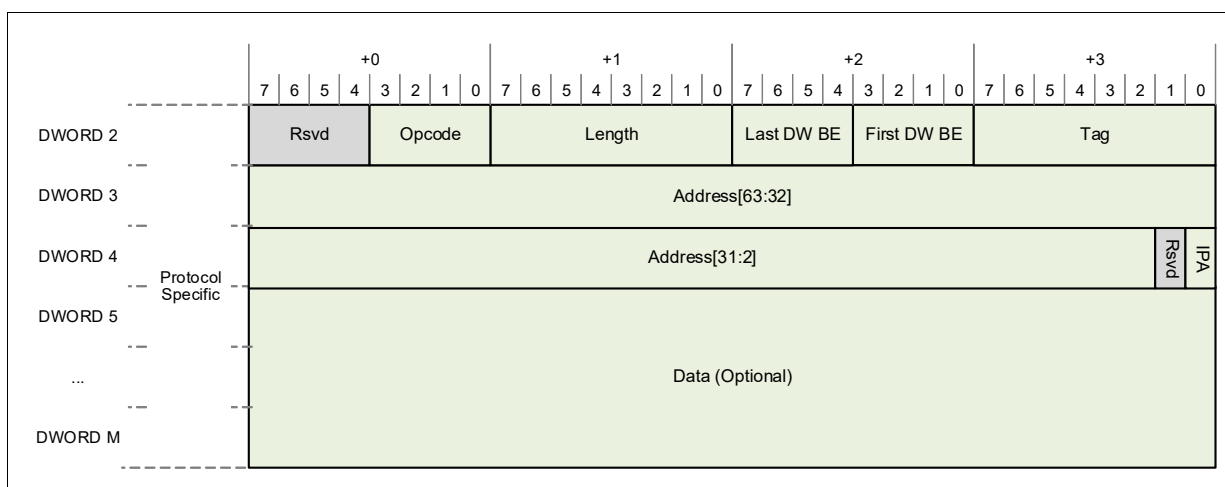 +0 +1 +2 +3
7 6 5 4 3 2 1 0 7 6 5 4 3 2 1 0 7 6 5 4 3 2 1 0 7 6 5 4 3 2 1 0
DWORD 2 Rsvd Opcode Length Last DW BE First DW BE Tag
DWORD 3 Address[63:32]
DWORD 4 Address[31:2] Rsvd IPA
Protocol
Specific
DWORD 5
... Data (Optional)
DWORD M